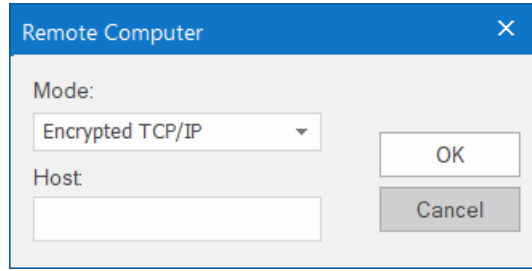 Remote Computer
Mode:
Encrypted TCP/IP
OK
Host:
Cancel